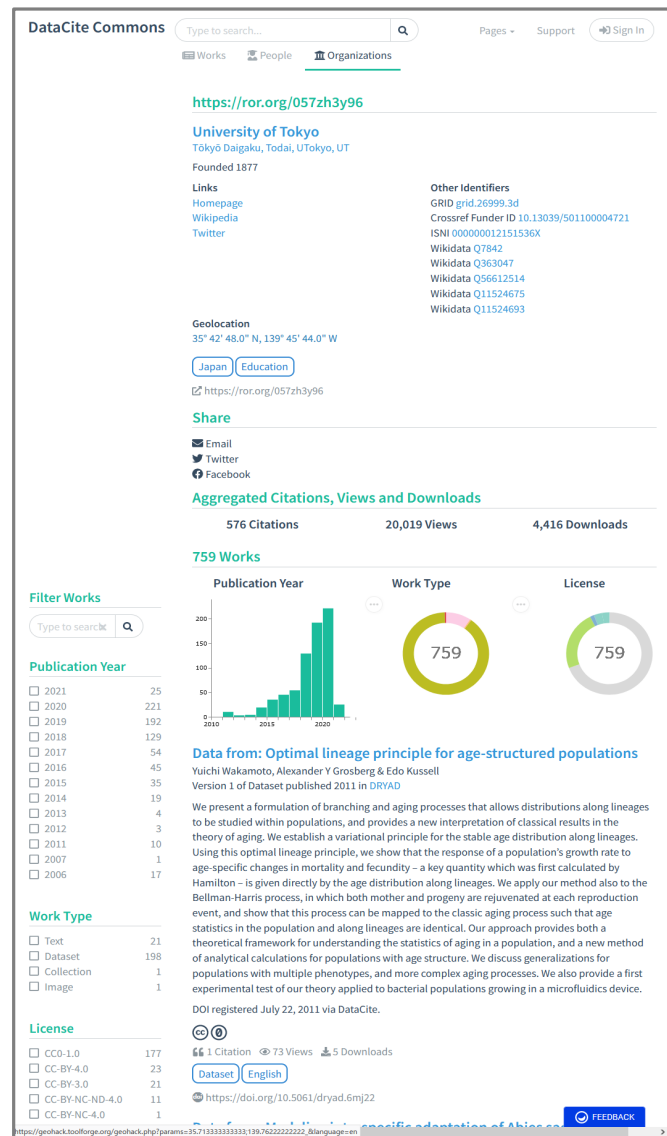 DataCite Commons
Type to search...
Pages
Support
Sign In
Works
People
Organizations
https://ror.org/057zh3y96
University of Tokyo
Tōkyō Daigaku, Todai, UTokyo, UT
Founded 1877
Links
Homepage
Wikipedia
Twitter
Other Identifiers
GRID grid.26999.3d
Crossref Funder ID 10.13039/501100004721
ISNI 000000012151536X
Wikidata Q7842
Wikidata Q363047
Wikidata Q56612514
Wikidata Q11524675
Wikidata Q11524693
Geolocation
35° 42' 48.0" N, 139° 45' 44.0" W
Japan
Education
https://ror.org/057zh3y96
Share
Email
Twitter
Facebook
Aggregated Citations, Views and Downloads
576 Citations
20,019 Views
4,416 Downloads
759 Works
Publication Year
200
150
100
50
0
2010
2015
2020
Work Type
759
License
759
Filter Works
Type to search
Publication Year
2021 25
2020 221
2019 192
2018 129
2017 54
2016 45
2015 35
2014 19
2013 4
2012 3
2011 10
2007 1
2006 17
Work Type
Text 21
Dataset 198
Collection 1
Image 1
License
CC0-1.0 177
CC-BY-4.0 23
CC-BY-3.0 21
CC-BY-NC-ND-4.0 11
CC-BY-NC-4.0 1
Data from: Optimal lineage principle for age-structured populations
Yuichi Wakamoto, Alexander Y Grosberg & Edo Kussell
Version 1 of Dataset published 2011 in DRYAD
We present a formulation of branching and aging processes that allows distributions along lineages
to be studied within populations, and provides a new interpretation of classical results in the
theory of aging. We establish a variational principle for the stable age distribution along lineages.
Using this optimal lineage principle, we show that the response of a population's growth rate to
age-specific changes in mortality and fecundity – a key quantity which was first calculated by
Hamilton – is given directly by the age distribution along lineages. We apply our method also to the
Bellman-Harris process, in which both mother and progeny are rejuvenated at each reproduction
event, and show that this process can be mapped to the classic aging process such that age
statistics in the population and along lineages are identical. Our approach provides both a
theoretical framework for understanding the statistics of aging in a population, and a new method
of analytical calculations for populations with age structure. We discuss generalizations for
populations with multiple phenotypes, and more complex aging processes. We also provide a first
experimental test of our theory applied to bacterial populations growing in a microfluidics device.
DOI registered July 22, 2011 via DataCite.
cc 0
1 Citation 73 Views 5 Downloads
Dataset
English
https://doi.org/10.5061/dryad.6mj22
FEEDBACK
https://geohack.toolforge.org/geohack.php?params=35.713333333333;139.76222222222_&language=en